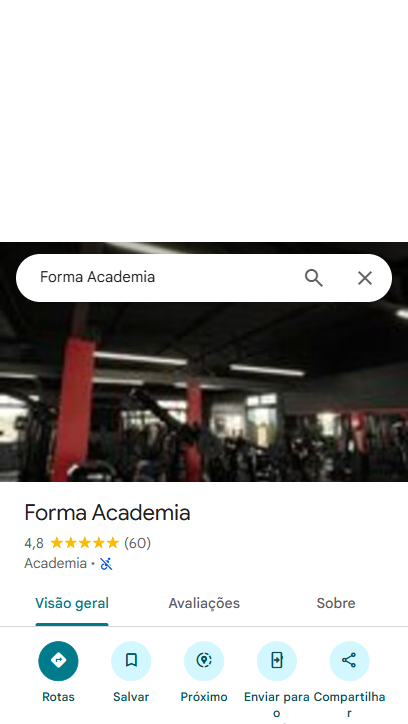 Forma Academia
Forma Academia
4,8 (60)
Academia •
Visão geral Avaliações Sobre
Rotas Salvar Próximo Enviar para o Compartilhar